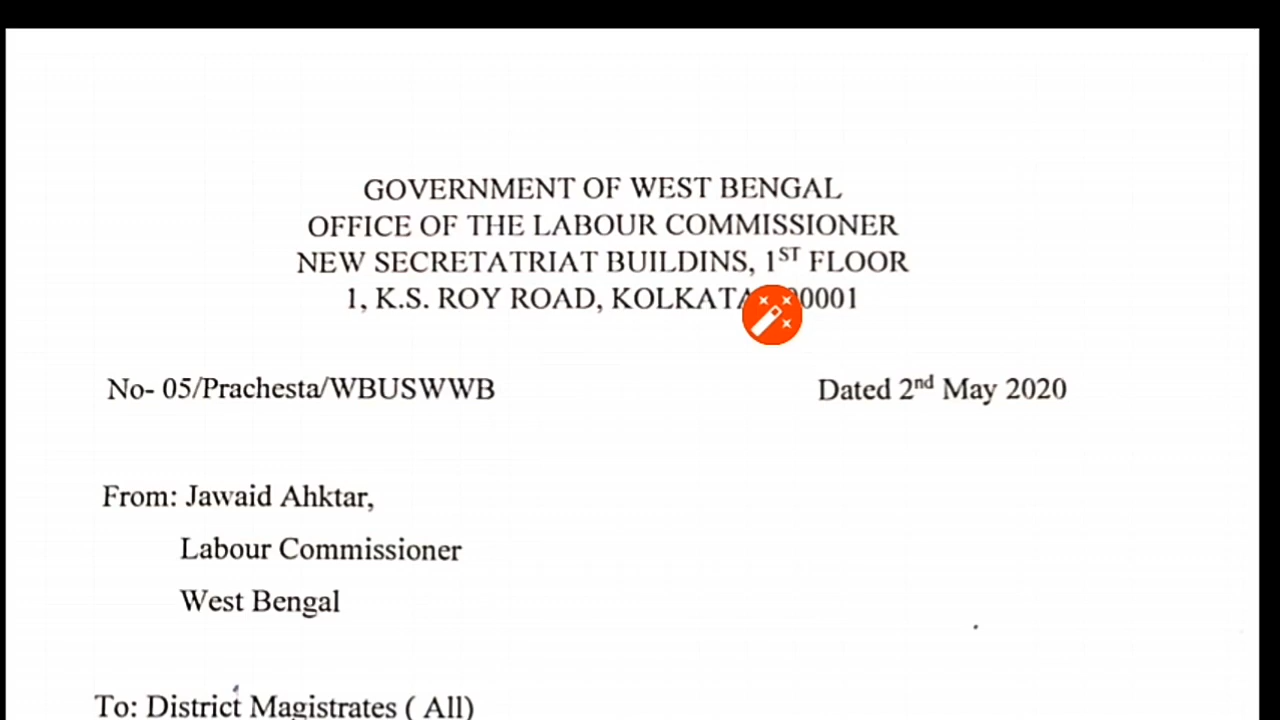 GOVERNMENT OF WEST BENGAL
OFFICE OF THE LABOUR COMMISSIONER
NEW SECRETATRIAT BUILDINS, 1ST FLOOR
1, K.S. ROY ROAD, KOLKATA 0001
No- 05/Prachesta/WBUSWWB Dated 2nd May 2020
From: Jawaid Ahktar,
Labour Commissioner
West Bengal
To: District Magistrates ( All)